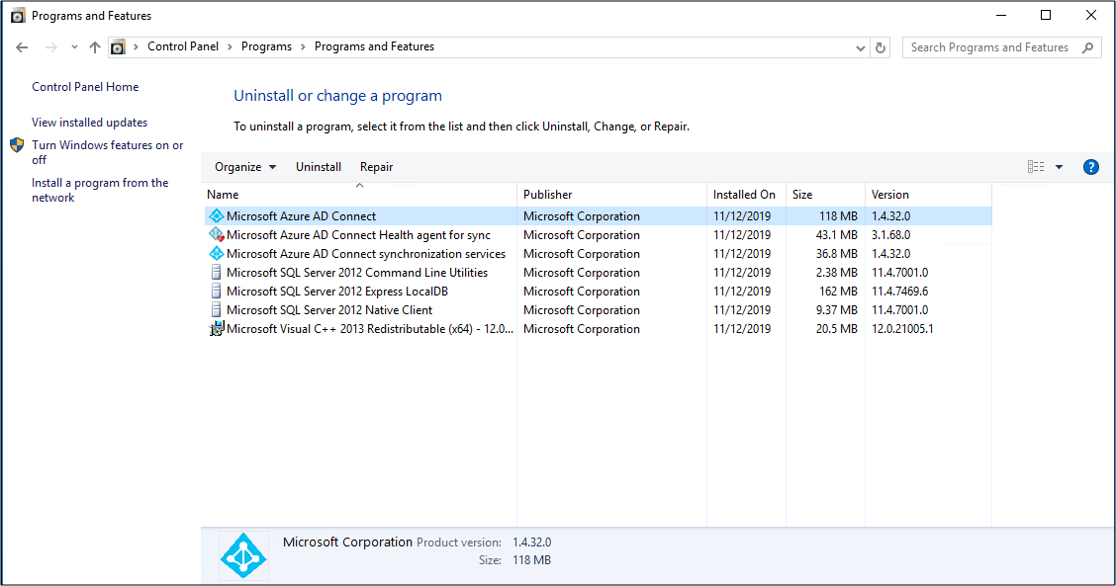 Programs and Features
Control Panel > Programs > Programs and Features
Search Programs and Features
Control Panel Home
View installed updates
Turn Windows features on or
off
Install a program from the
network
Uninstall or change a program
To uninstall a program, select it from the list and then click Uninstall, Change, or Repair.
Organize Uninstall Repair
Name Publisher Installed On Size Version
Microsoft Azure AD Connect Microsoft Corporation 11/12/2019 118 MB 1.4.32.0
Microsoft Azure AD Connect Health agent for sync Microsoft Corporation 11/12/2019 43.1 MB 3.1.68.0
Microsoft Azure AD Connect synchronization services Microsoft Corporation 11/12/2019 36.8 MB 1.4.32.0
Microsoft SQL Server 2012 Command Line Utilities Microsoft Corporation 11/12/2019 2.38 MB 11.4.7001.0
Microsoft SQL Server 2012 Express LocalDB Microsoft Corporation 11/12/2019 162 MB 11.4.7469.6
Microsoft SQL Server 2012 Native Client Microsoft Corporation 11/12/2019 9.37 MB 11.4.7001.0
Microsoft Visual C++ 2013 Redistributable (x64) - 12.0... Microsoft Corporation 11/12/2019 20.5 MB 12.0.21005.1
Microsoft Corporation Product version: 1.4.32.0
Size: 118 MB